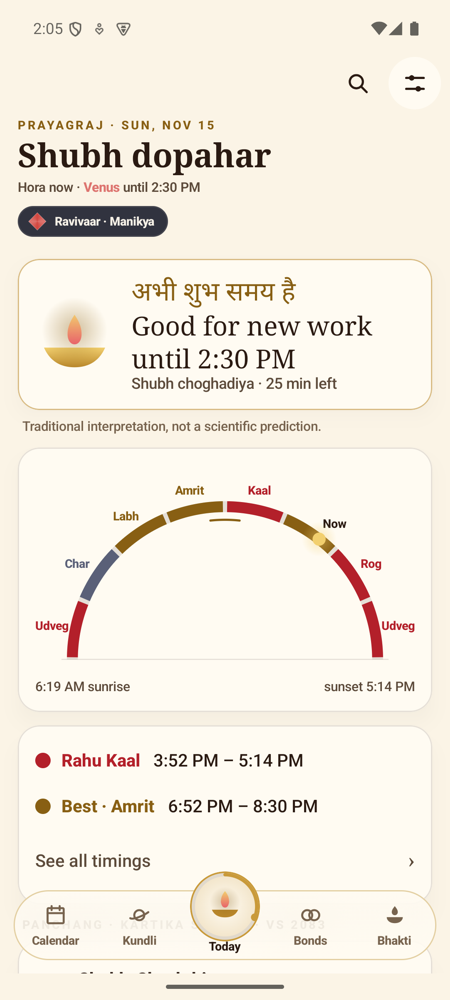 2:05
PRAYAGRAJ · SUN, NOV 15
Shubh dopahar
Hora now · Venus until 2:30 PM
Ravivaar · Manikya
अभी शुभ समय है
Good for new work
until 2:30 PM
Shubh choghadiya · 25 min left
Traditional interpretation, not a scientific prediction.
Amrit
Kaal
Labh
Now
Char
Rog
Udveg
Udveg
6:19 AM sunrise
sunset 5:14 PM
Rahu Kaal 3:52 PM – 5:14 PM
Best · Amrit 6:52 PM – 8:30 PM
See all timings ›
PANCHANG · KARTIKA
VS 2083
Calendar
Kundli
Today
Bonds
Bhakti